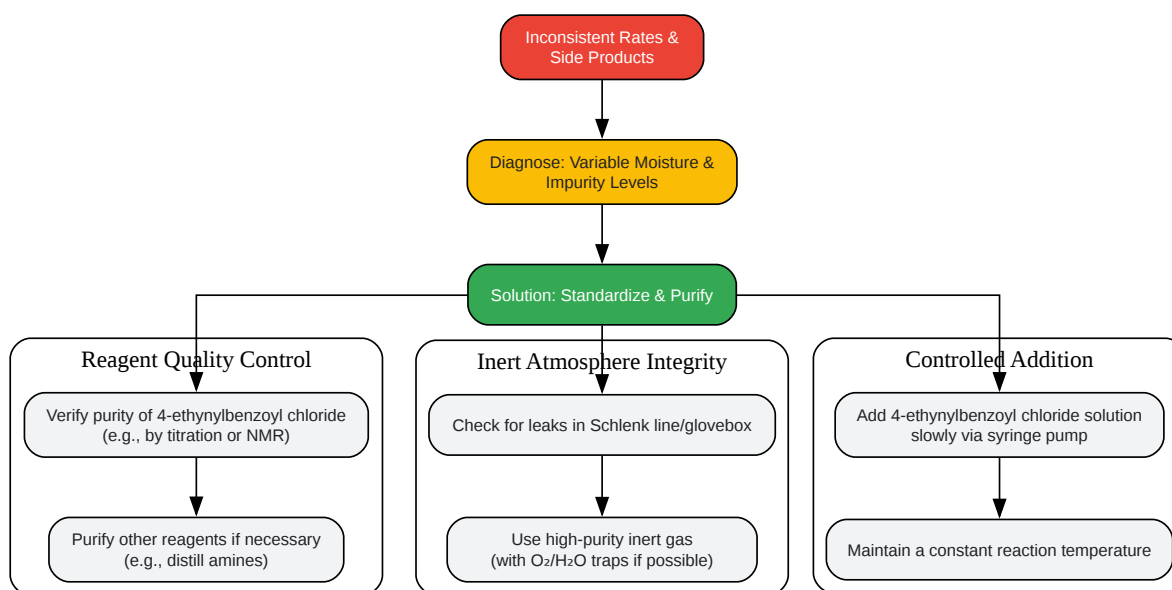 Inconsistent Rates &
Side Products
Diagnose: Variable Moisture &
Impurity Levels
Solution: Standardize & Purify
Reagent Quality Control
Verify purity of 4-ethynylbenzoyl chloride
(e.g., by titration or NMR)
Purify other reagents if necessary
(e.g., distill amines)
Inert Atmosphere Integrity
Check for leaks in Schlenk line/glovebox
Use high-purity inert gas
(with O₂/H₂O traps if possible)
Controlled Addition
Add 4-ethynylbenzoyl chloride solution
slowly via syringe pump
Maintain a constant reaction temperature